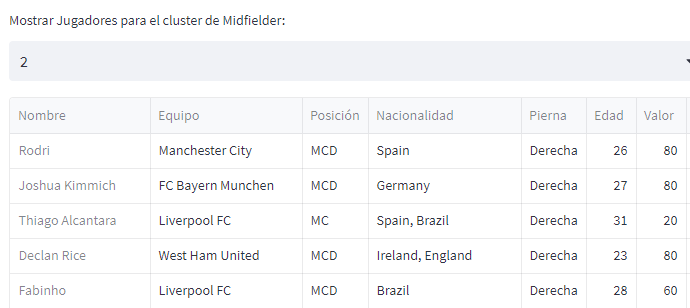 Mostrar Jugadores para el cluster de Midfielder:
2
Nombre Equipo Posición Nacionalidad Pierna Edad Valor
Rodri Manchester City MCD Spain Derecha 26 80
Joshua Kimmich FC Bayern Munchen MCD Germany Derecha 27 80
Thiago Alcantara Liverpool FC MC Spain, Brazil Derecha 31 20
Declan Rice West Ham United MCD Ireland, England Derecha 23 80
Fabinho Liverpool FC MCD Brazil Derecha 28 60